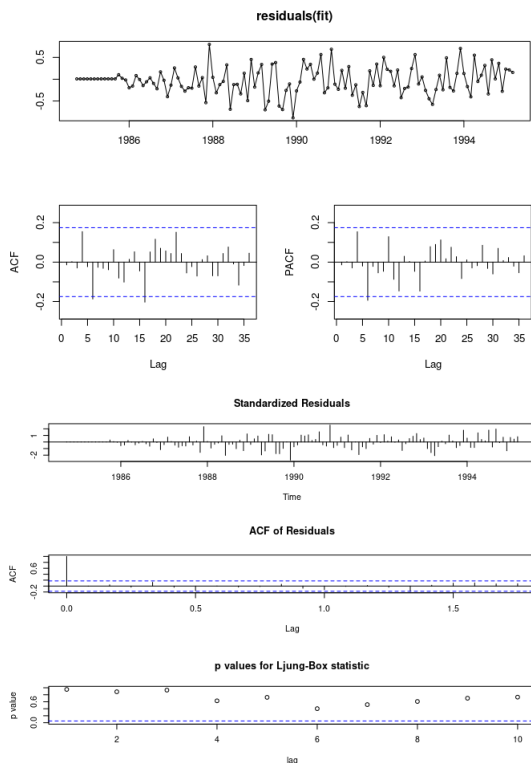 residuals(fit)
0.5
-0.5
1986 1988 1990 1992 1994
0.2
0.0
-0.2
ACF
0 5 10 15 20 25 30 35
Lag
0.2
0.0
-0.2
PACF
0 5 10 15 20 25 30 35
Lag
Standardized Residuals
1
-2
1986 1988 1990 1992 1994
Time
ACF of Residuals
ACF
0.6
-0.2
0.0 0.5 1.0 1.5
Lag
p values for Ljung-Box statistic
p value
0.6
0.0
2 4 6 8 10
lag